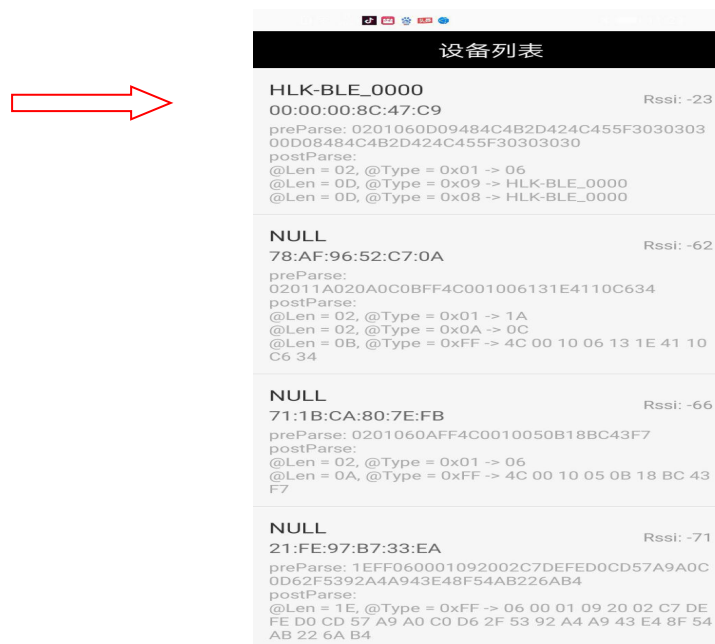 设备列表
HLK-BLE_0000
Rssi: -23
00:00:00:8C:47:C9
preParse: 0201060D09484C4B2D424C455F3030303
00D08484C4B2D424C455F30303030
postParse:
@Len = 02, @Type = 0x01 -> 06
@Len = 0D, @Type = 0x09 -> HLK-BLE_0000
@Len = 0D, @Type = 0x08 -> HLK-BLE_0000
NULL
Rssi: -62
78:AF:96:52:C7:0A
preParse:
02011A020A0C0BFF4C001006131E4110C634
postParse:
@Len = 02, @Type = 0x01 -> 1A
@Len = 02, @Type = 0x0A -> 0C
@Len = 0B, @Type = 0xFF -> 4C 00 10 06 13 1E 41 10
C6 34
NULL
Rssi: -66
71:1B:CA:80:7E:FB
preParse: 0201060AFF4C0010050B18BC43F7
postParse:
@Len = 02, @Type = 0x01 -> 06
@Len = 0A, @Type = 0xFF -> 4C 00 10 05 0B 18 BC 43
F7
NULL
Rssi: -71
21:FE:97:B7:33:EA
preParse: 1EFF060001092002C7DEFED0CD57A9A0C
0D62F5392A4A943E48F54AB226AB4
postParse:
@Len = 1E, @Type = 0xFF -> 06 00 01 09 20 02 C7 DE
FE D0 CD 57 A9 A0 C0 D6 2F 53 92 A4 A9 43 E4 8F 54
AB 22 6A B4